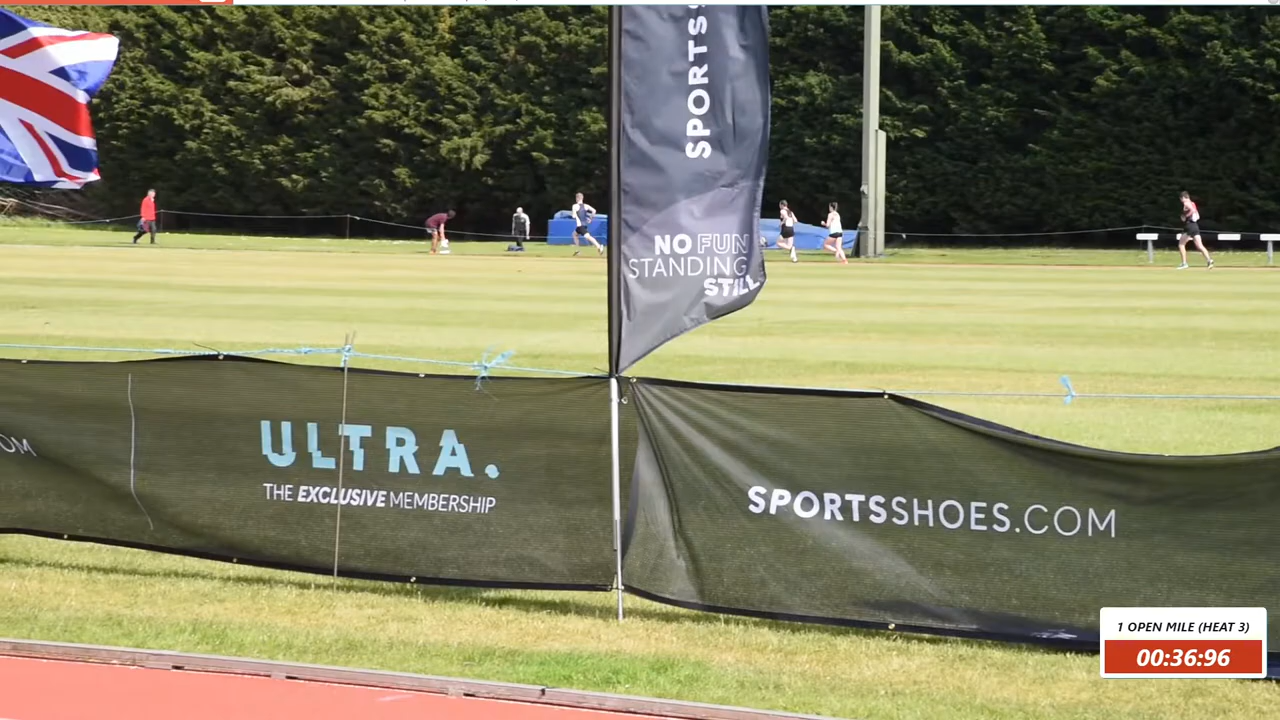 SPORTS
NO FUN
STANDING
STILL
OM
ULTRA.
THE EXCLUSIVE MEMBERSHIP
SPORTSSHOES.COM
1 OPEN MILE (HEAT 3)
00:36:96